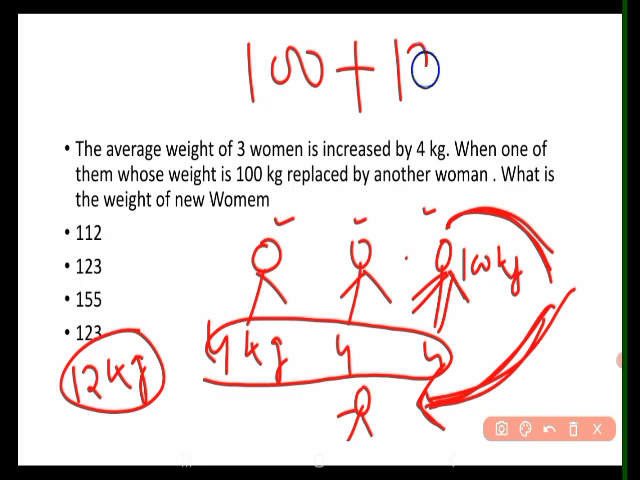 100 + 12
• The average weight of 3 women is increased by 4 kg. When one of
them whose weight is 100 kg replaced by another woman . What is
the weight of new Womem
• 112
• 123
• 155
• 123
100 kg
4 kg 4 4
12 kg